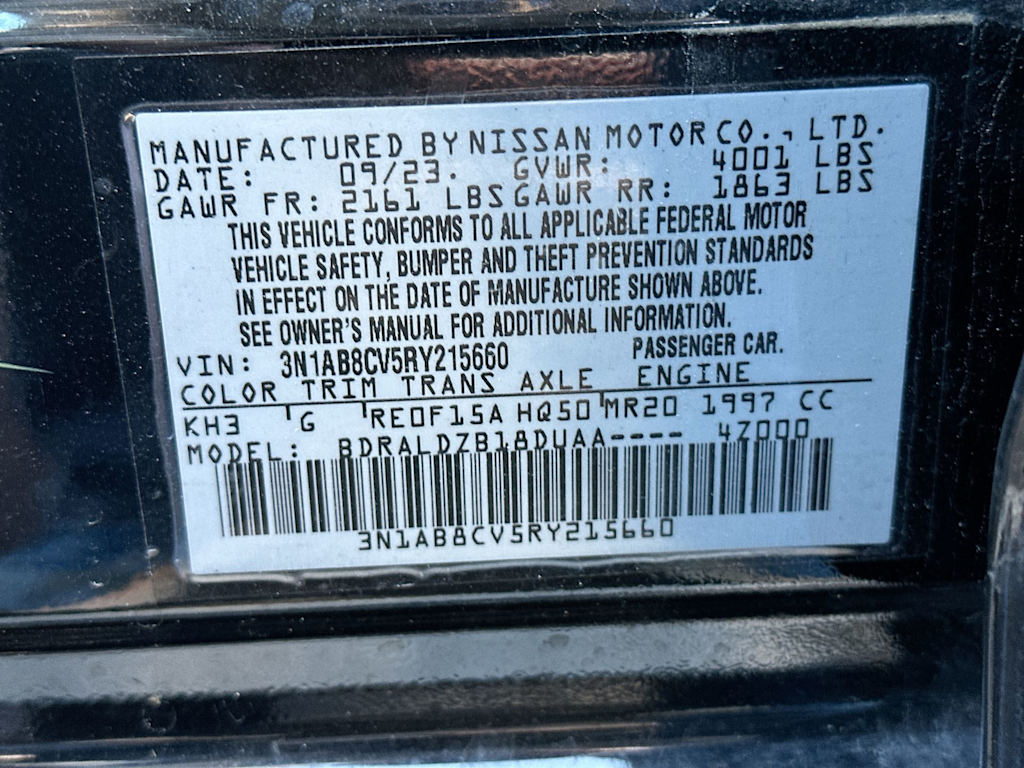 MANUFACTURED BY NISSAN MOTOR CO., LTD.
DATE: 09/23. GVWR: 4001 LBS
GAWR FR: 2161 LBS GAWR RR: 1863 LBS
THIS VEHICLE CONFORMS TO ALL APPLICABLE FEDERAL MOTOR
VEHICLE SAFETY, BUMPER AND THEFT PREVENTION STANDARDS
IN EFFECT ON THE DATE OF MANUFACTURE SHOWN ABOVE.
SEE OWNER'S MANUAL FOR ADDITIONAL INFORMATION.
VIN: 3N1AB8CV5RY215660 PASSENGER CAR.
COLOR TRIM TRANS AXLE ENGINE
KH3 G RE0F15A HQ50 MR20 1997 CC
MODEL: BDRALDZB18DUAA---- 4Z000
3N1AB8CV5RY215660